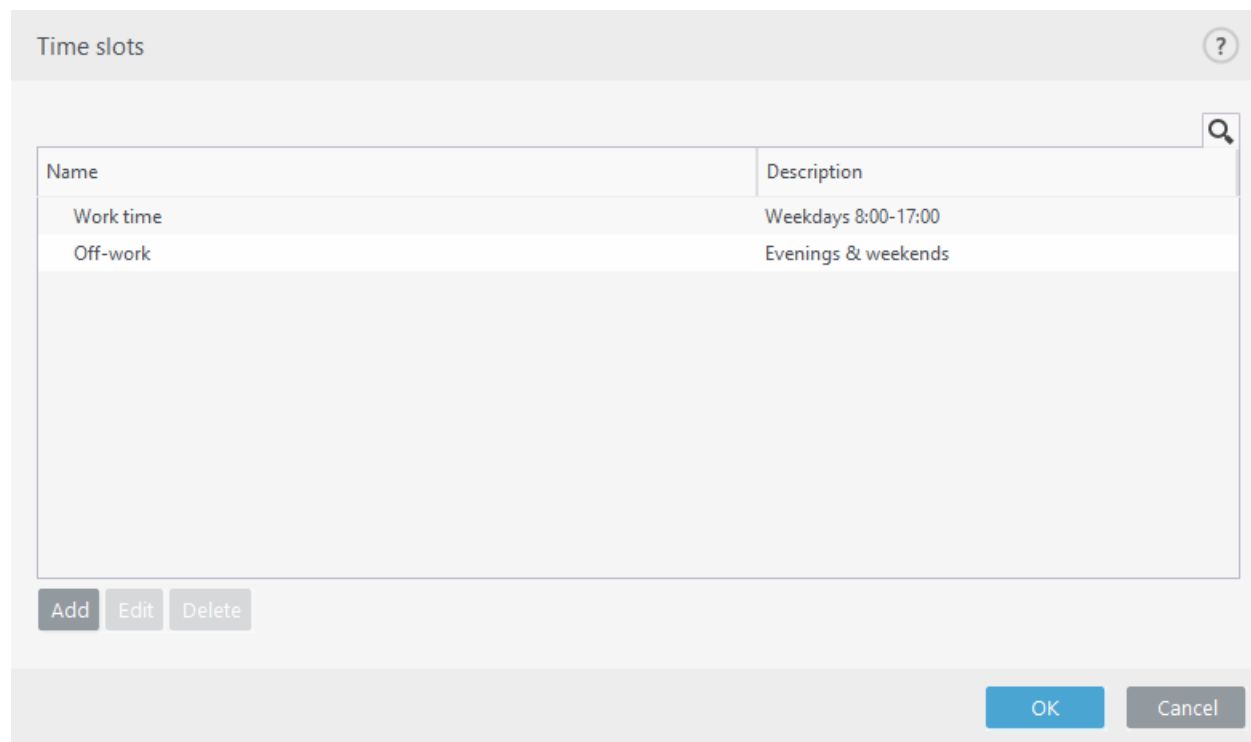 Time slots
?
Name Description
Work time Weekdays 8:00-17:00
Off-work Evenings & weekends
Add Edit Delete
OK Cancel